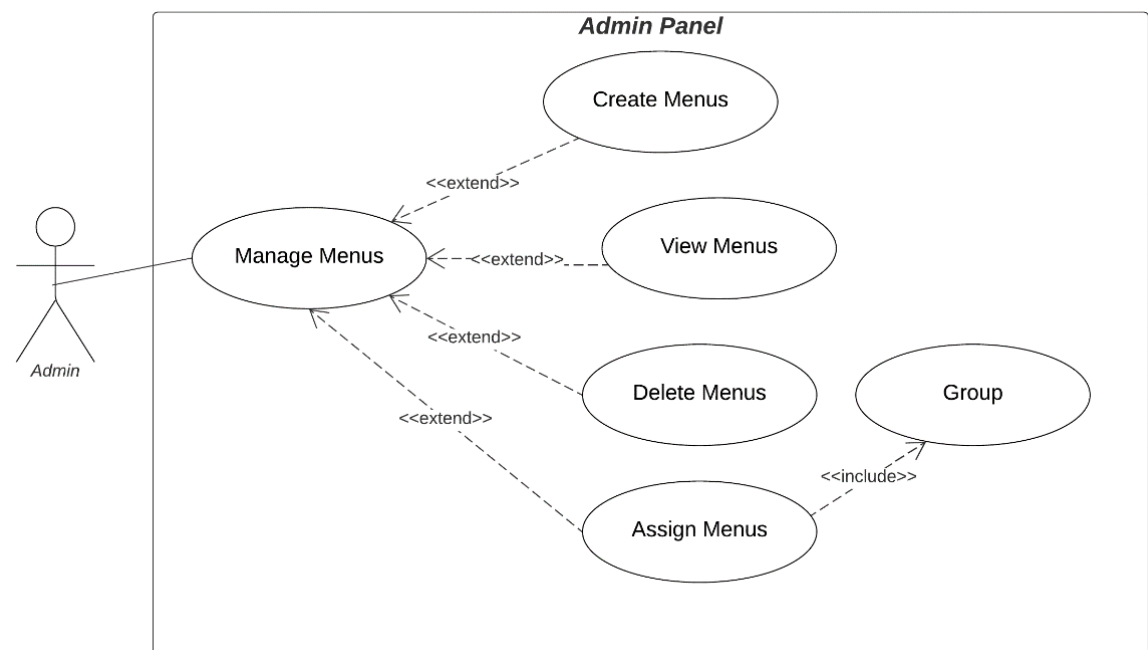 Admin Panel
Create Menus
<<extend>>
Manage Menus
View Menus
<<extend>>
<<extend>>
Admin
Delete Menus
Group
<<extend>>
<<include>>
Assign Menus